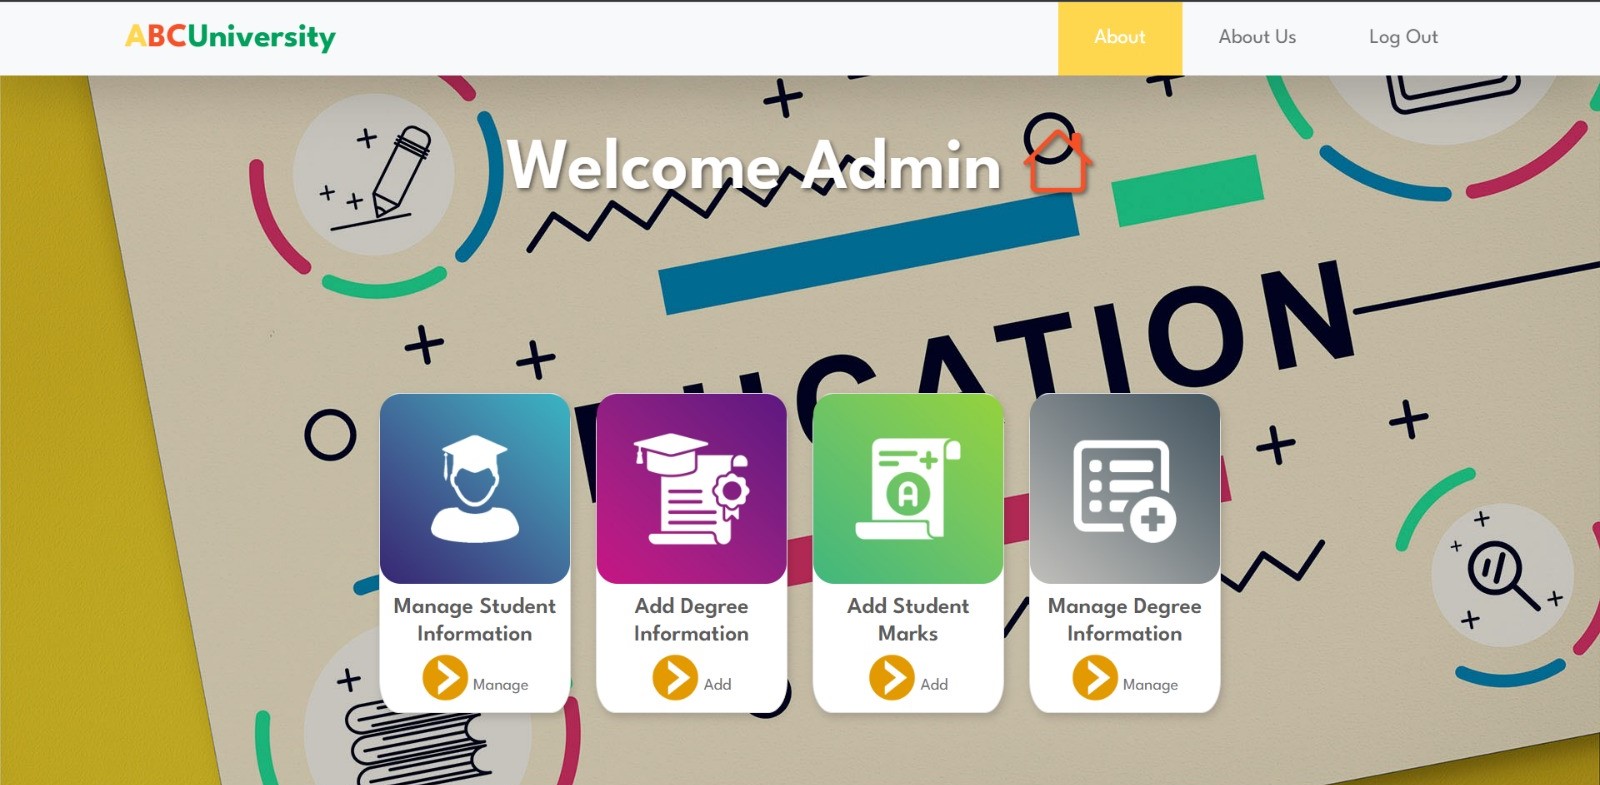 ABCUniversity
About
About Us
Log Out
Welcome Admin
EDUCATION
Manage Student
Information
Manage
Add Degree
Information
Add
Add Student
Marks
A
Add
Manage Degree
Information
Manage